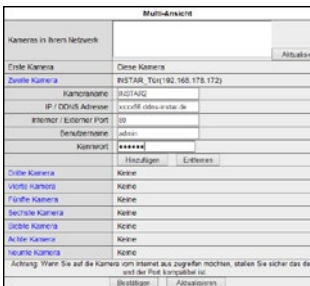 Multi-Ansicht
Kameras in Ihrem Netzwerk
Aktualisi
Erste Kamera Diese Kamera
Zweite Kamera INSTAR_Tür(192.168.178.172)
Kameraname INSTAR2
IP / DDNS Adresse ddns-instar.de
Interner / Externer Port
Benutzername admin
Kennwort ••••••
Hinzufügen Entfernen
Dritte Kamera Keine
Vierte Kamera Keine
Fünfte Kamera Keine
Sechste Kamera Keine
Siebte Kamera Keine
Achte Kamera Keine
Neunte Kamera Keine
Achtung: Wenn Sie auf die Kamera vom Internet aus zugreifen möchten, stellen Sie sicher das die
und der Port kompatibel ist
Bestätigen Aktualisieren